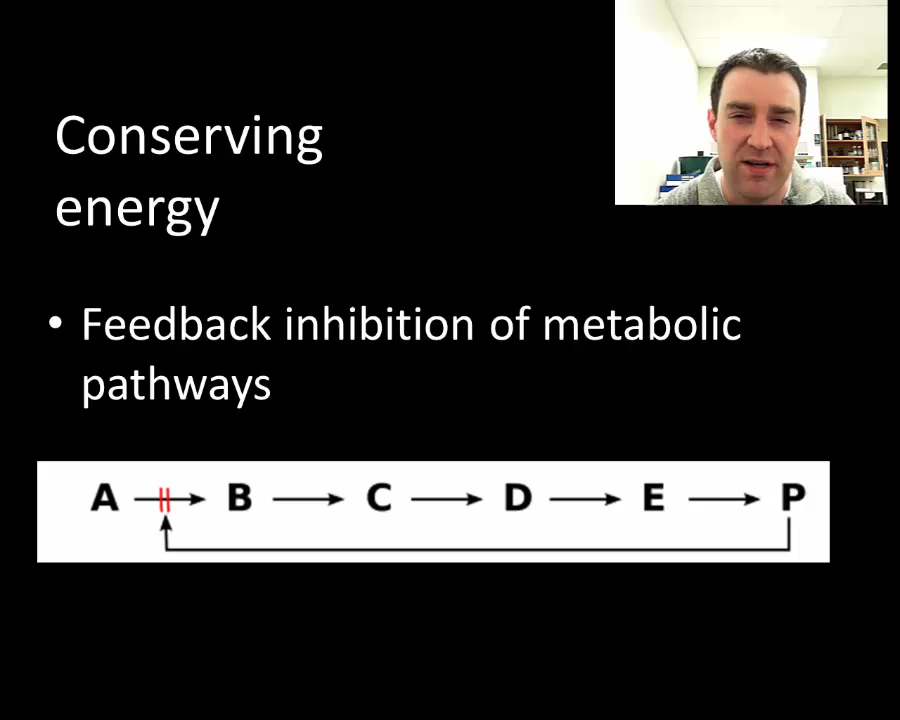 Conserving
energy
• Feedback inhibition of metabolic
pathways
A B C D E P